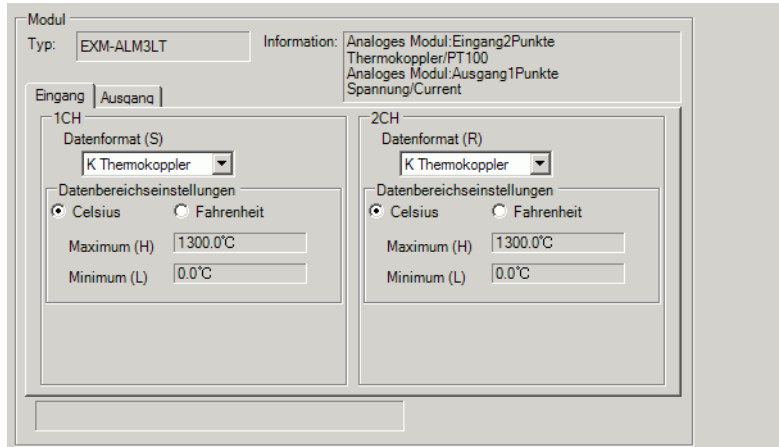 Modul
Typ: EXM-ALM3LT Information: Analoges Modul:Eingang2Punkte
Thermokoppler/PT100
Analoges Modul:Ausgang1Punkte
Spannung/Current
Eingang Ausgang
1CH
Datenformat (S)
K Thermokoppler
Datenbereichseinstellungen
Celsius Fahrenheit
Maximum (H) 1300.0°C
Minimum (L) 0.0°C
2CH
Datenformat (R)
K Thermokoppler
Datenbereichseinstellungen
Celsius Fahrenheit
Maximum (H) 1300.0°C
Minimum (L) 0.0°C